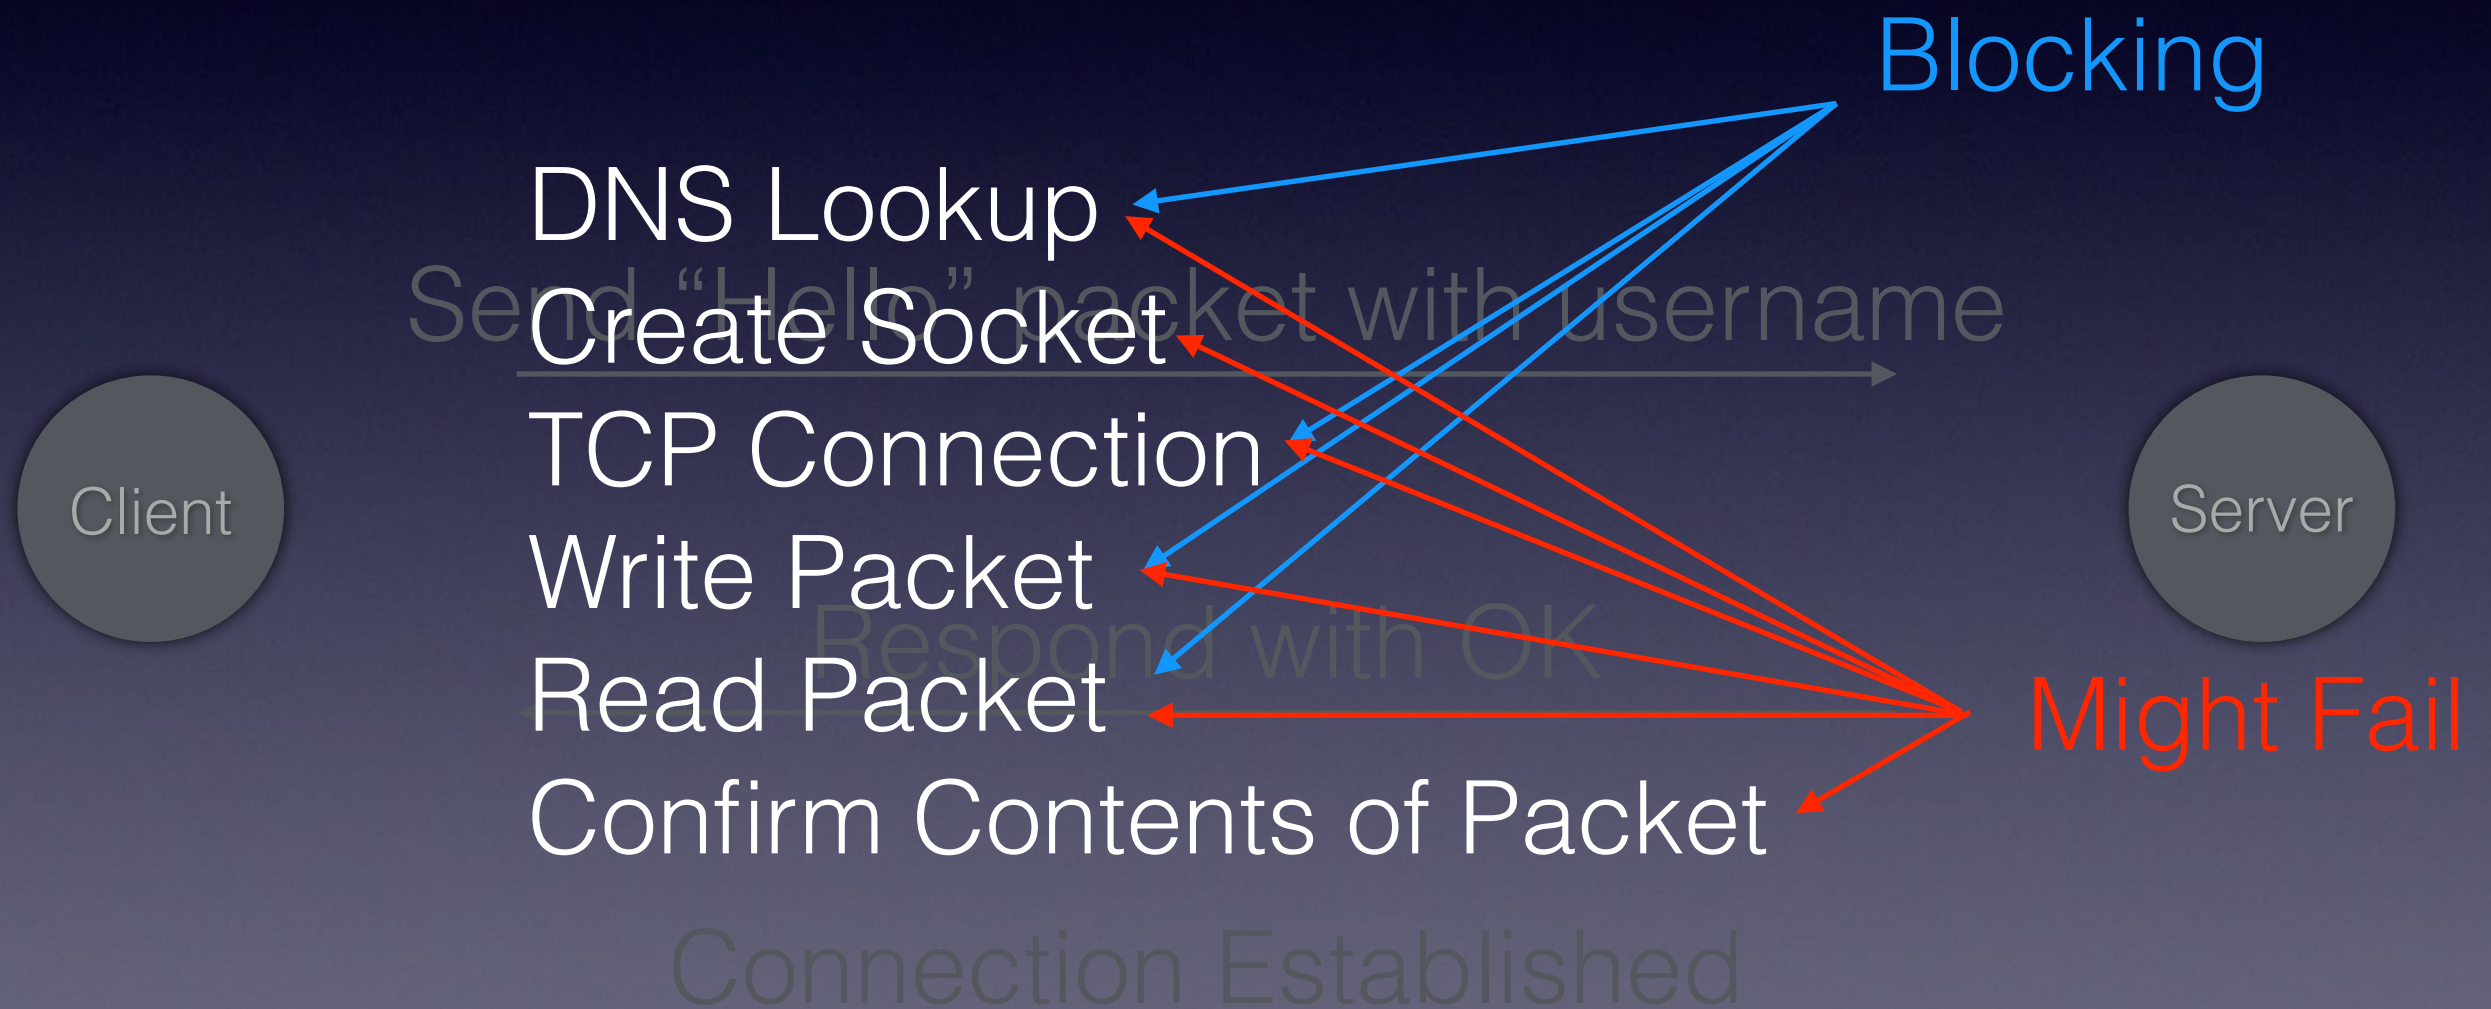 Blocking
DNS Lookup
Send “Hello” packet with username
Create Socket
TCP Connection
Client
Server
Write Packet
Respond with OK
Read Packet
Might Fail
Confirm Contents of Packet
Connection Established